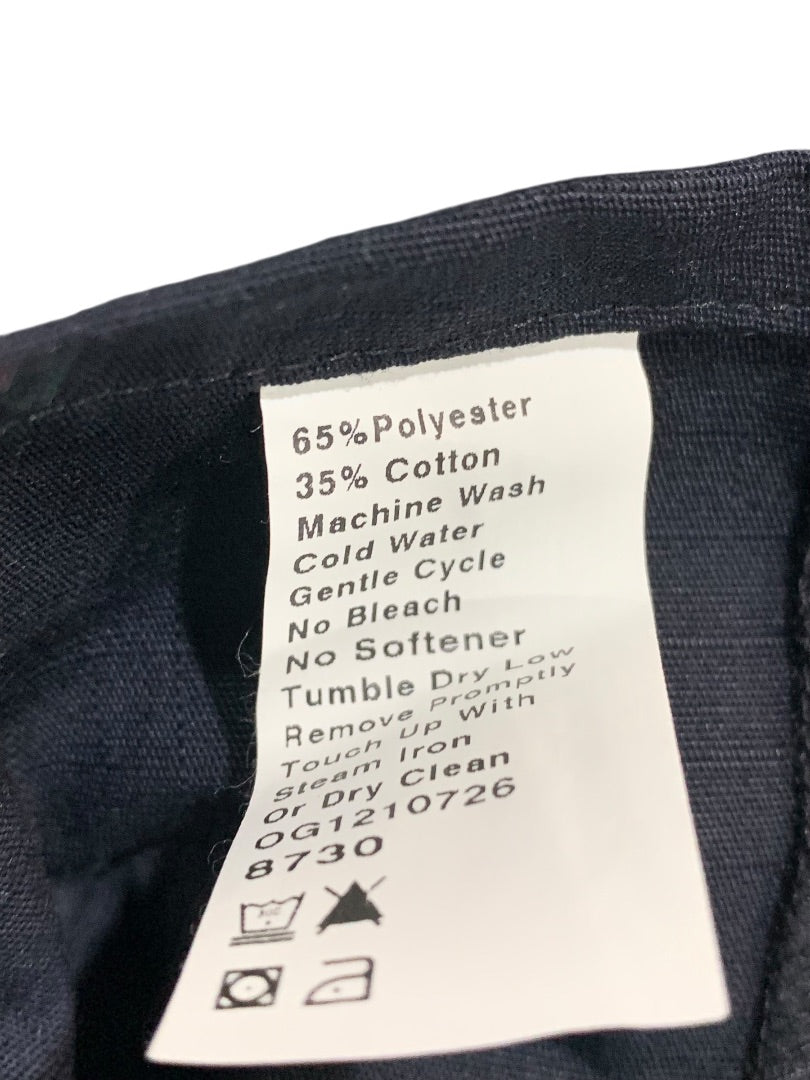 65%Polyester
35% Cotton
Machine Wash
Cold Water
Gentle Cycle
No Bleach
No Softener
Tumble Dry Low
Remove Promptly
Touch Up With
Steam Iron
Or Dry Clean
OG1210726
8730